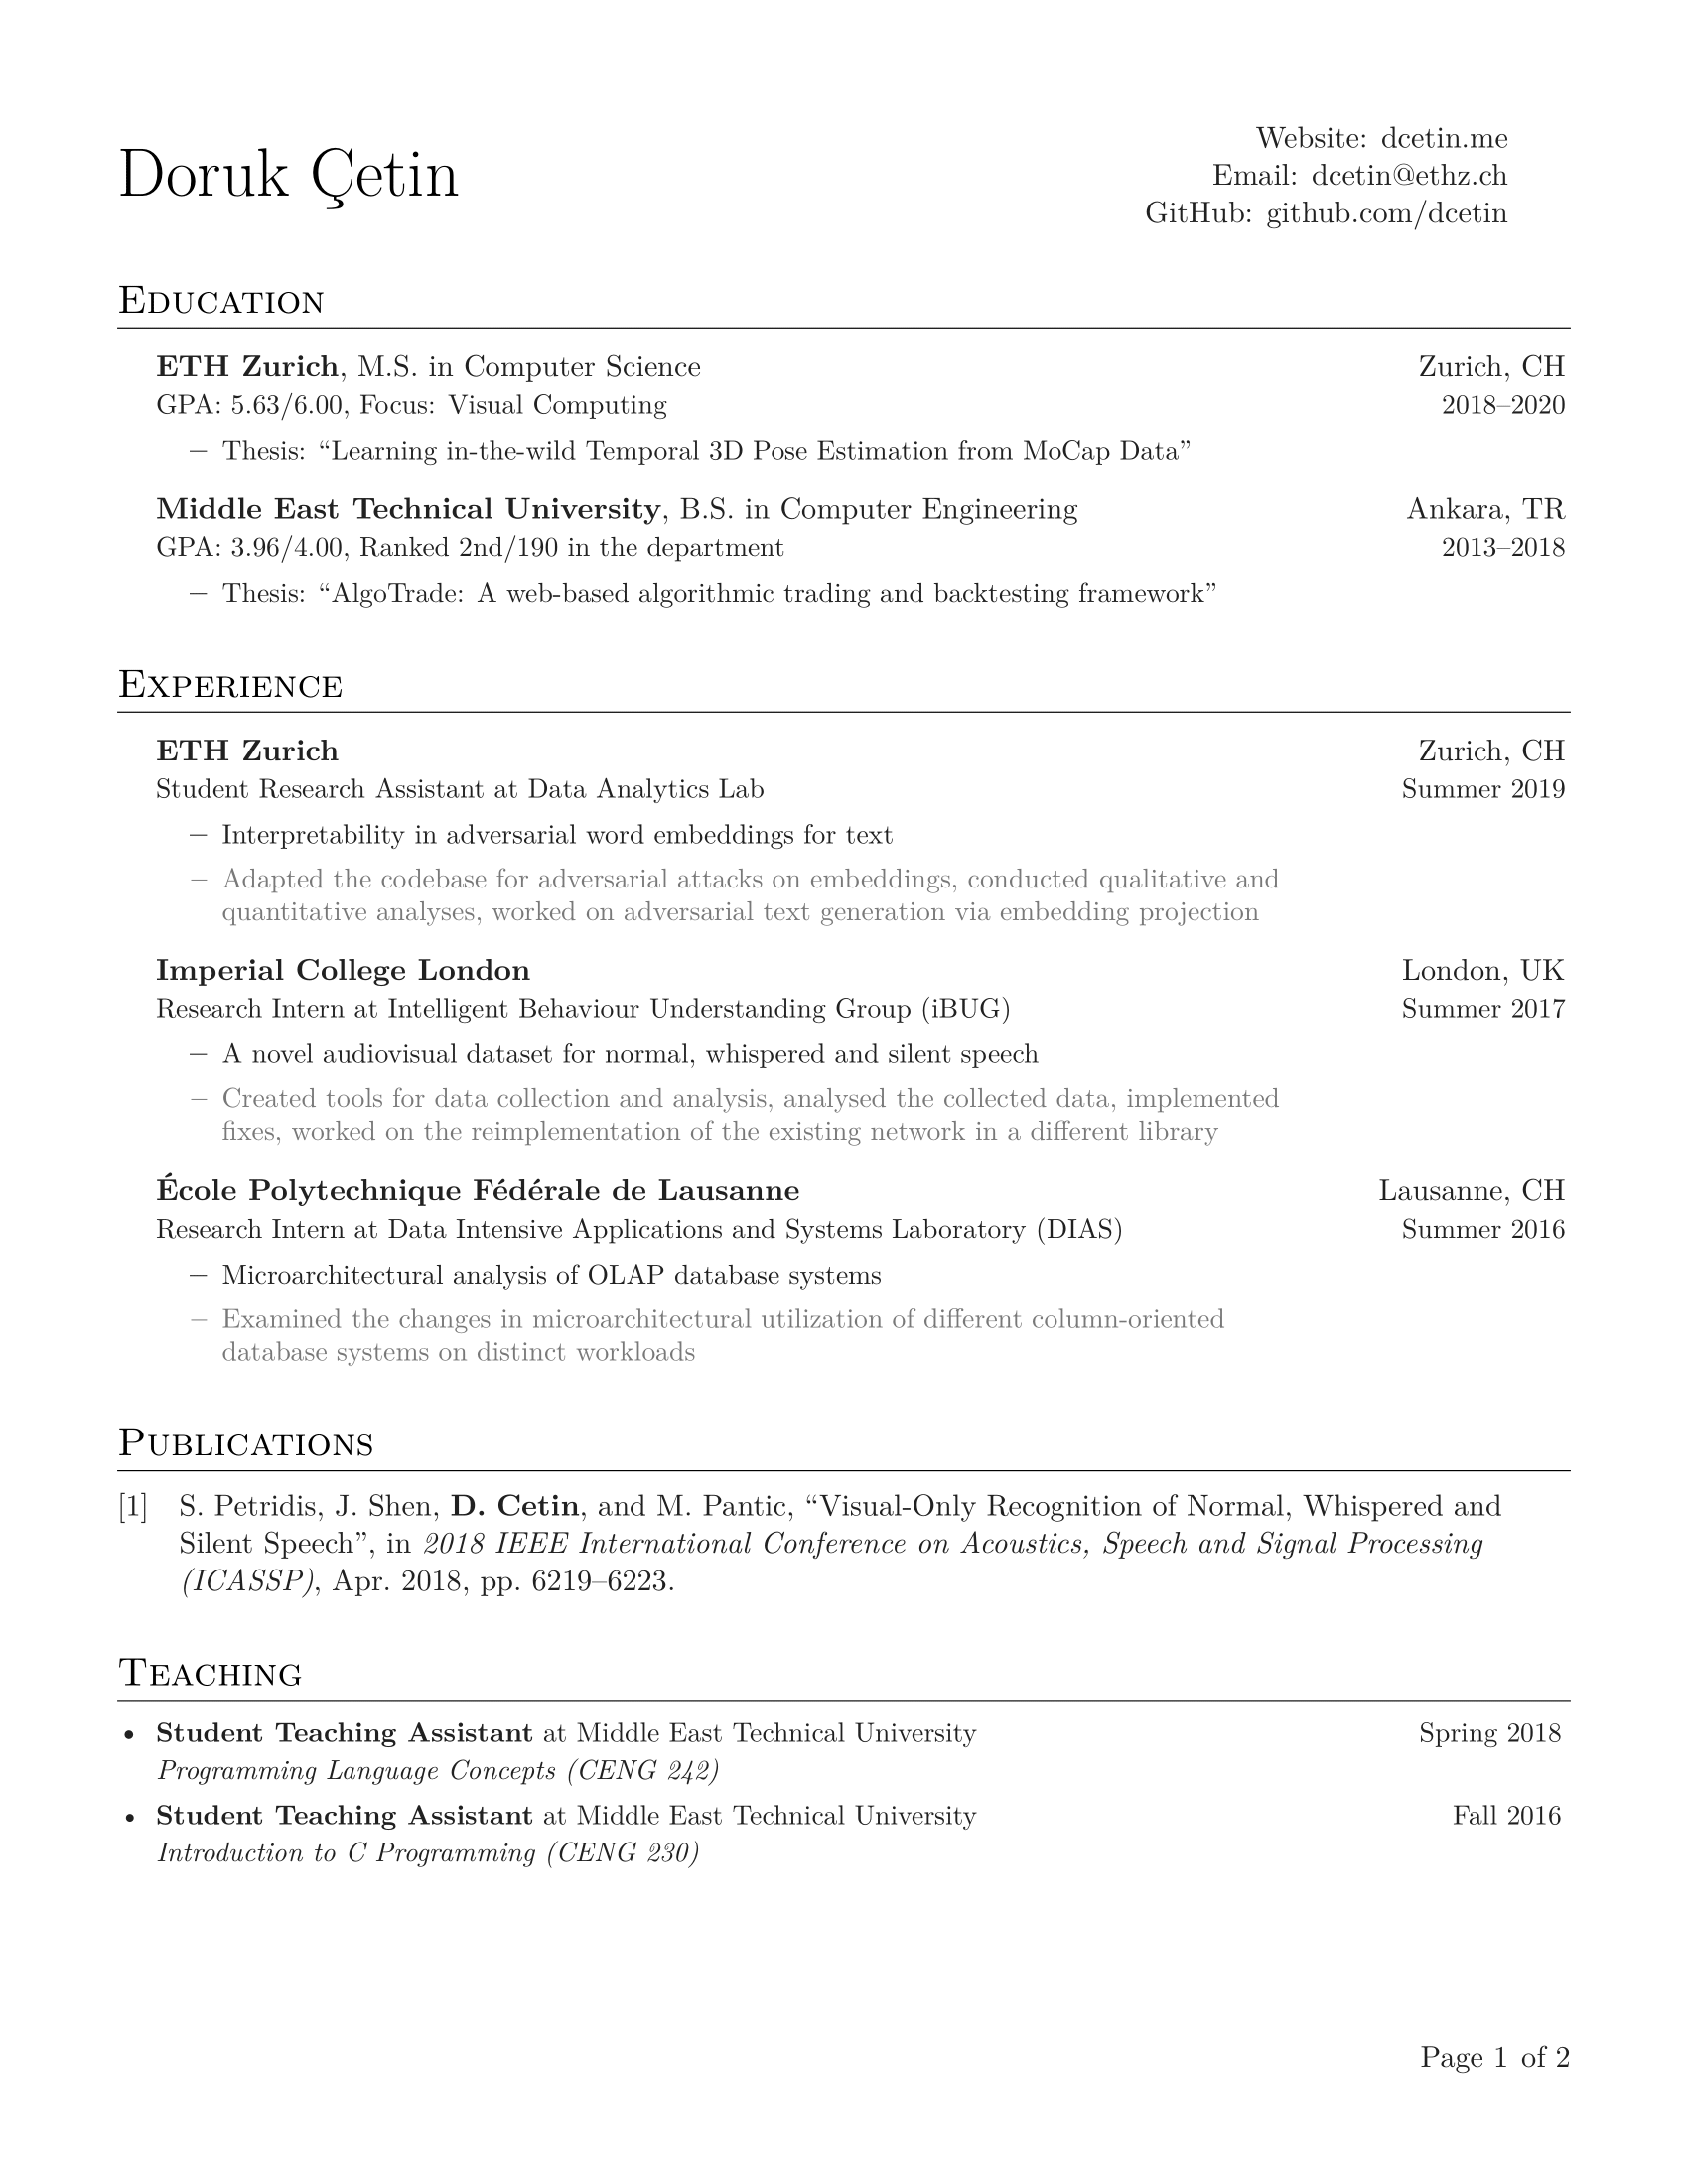 Doruk Çetin
Website: dcetin.me
Email: dcetin@ethz.ch
GitHub: github.com/dcetin
Education
ETH Zurich, M.S. in Computer Science Zurich, CH
GPA: 5.63/6.00, Focus: Visual Computing 2018–2020
– Thesis: “Learning in-the-wild Temporal 3D Pose Estimation from MoCap Data”
Middle East Technical University, B.S. in Computer Engineering Ankara, TR
GPA: 3.96/4.00, Ranked 2nd/190 in the department 2013–2018
– Thesis: “AlgoTrade: A web-based algorithmic trading and backtesting framework”
Experience
ETH Zurich Zurich, CH
Student Research Assistant at Data Analytics Lab Summer 2019
– Interpretability in adversarial word embeddings for text
– Adapted the codebase for adversarial attacks on embeddings, conducted qualitative and
quantitative analyses, worked on adversarial text generation via embedding projection
Imperial College London London, UK
Research Intern at Intelligent Behaviour Understanding Group (iBUG) Summer 2017
– A novel audiovisual dataset for normal, whispered and silent speech
– Created tools for data collection and analysis, analysed the collected data, implemented
fixes, worked on the reimplementation of the existing network in a different library
École Polytechnique Fédérale de Lausanne Lausanne, CH
Research Intern at Data Intensive Applications and Systems Laboratory (DIAS) Summer 2016
– Microarchitectural analysis of OLAP database systems
– Examined the changes in microarchitectural utilization of different column-oriented
database systems on distinct workloads
Publications
[1] S. Petridis, J. Shen, D. Cetin, and M. Pantic, “Visual-Only Recognition of Normal, Whispered and
Silent Speech”, in 2018 IEEE International Conference on Acoustics, Speech and Signal Processing
(ICASSP), Apr. 2018, pp. 6219–6223.
Teaching
• Student Teaching Assistant at Middle East Technical University Spring 2018
Programming Language Concepts (CENG 242)
• Student Teaching Assistant at Middle East Technical University Fall 2016
Introduction to C Programming (CENG 230)
Page 1 of 2